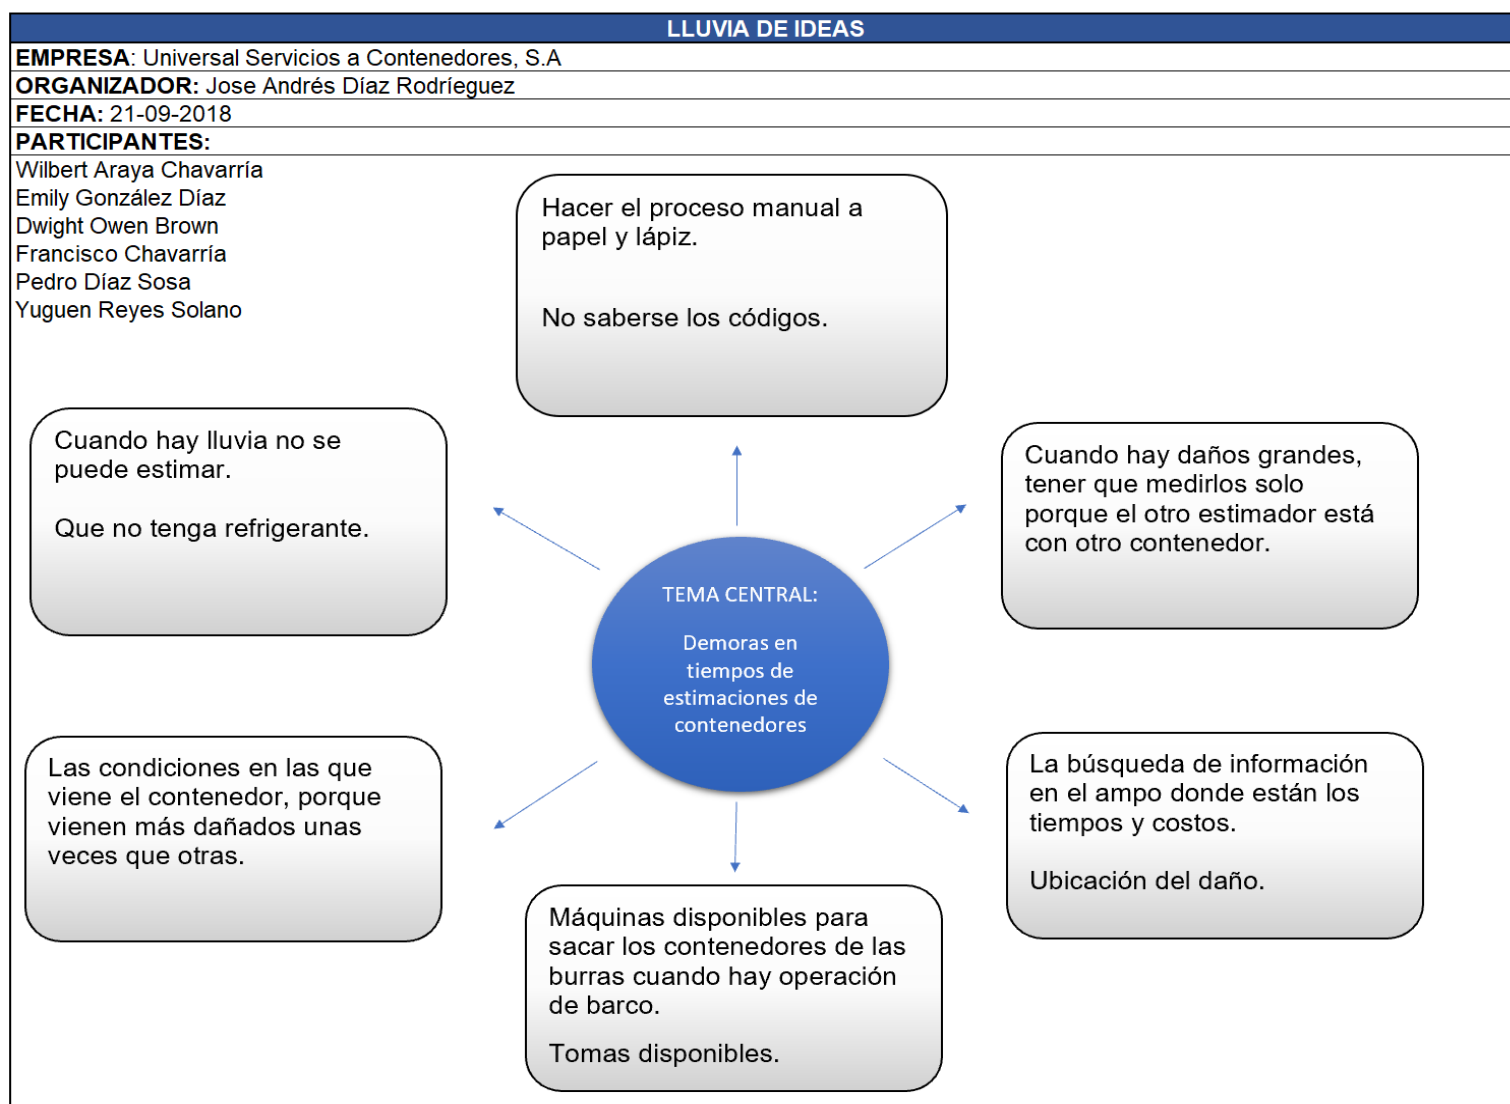 LLUVIA DE IDEAS
EMPRESA: Universal Servicios a Contenedores, S.A
ORGANIZADOR: Jose Andrés Díaz Rodríeguez
FECHA: 21-09-2018
PARTICIPANTES:
Wilbert Araya Chavarría
Emily González Díaz
Dwight Owen Brown
Francisco Chavarría
Pedro Díaz Sosa
Yuguen Reyes Solano
Hacer el proceso manual a
papel y lápiz.
No saberse los códigos.
Cuando hay lluvia no se
puede estimar.
Que no tenga refrigerante.
Cuando hay daños grandes,
tener que medirlos solo
porque el otro estimador está
con otro contenedor.
TEMA CENTRAL:
Demoras en
tiempos de
estimaciones de
contenedores
Las condiciones en las que
viene el contenedor, porque
vienen más dañados unas
veces que otras.
La búsqueda de información
en el ampo donde están los
tiempos y costos.
Ubicación del daño.
Máquinas disponibles para
sacar los contenedores de las
burras cuando hay operación
de barco.
Tomas disponibles.